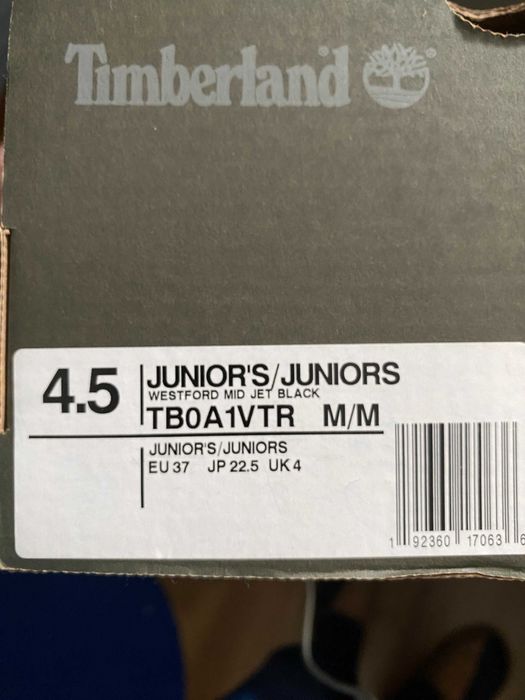 Timberland®
4.5
JUNIOR'S/JUNIORS
WESTFORD MID JET BLACK
TB0A1VTR M/M
JUNIOR'S/JUNIORS
EU 37 JP 22.5 UK 4
1 92360 17063 6